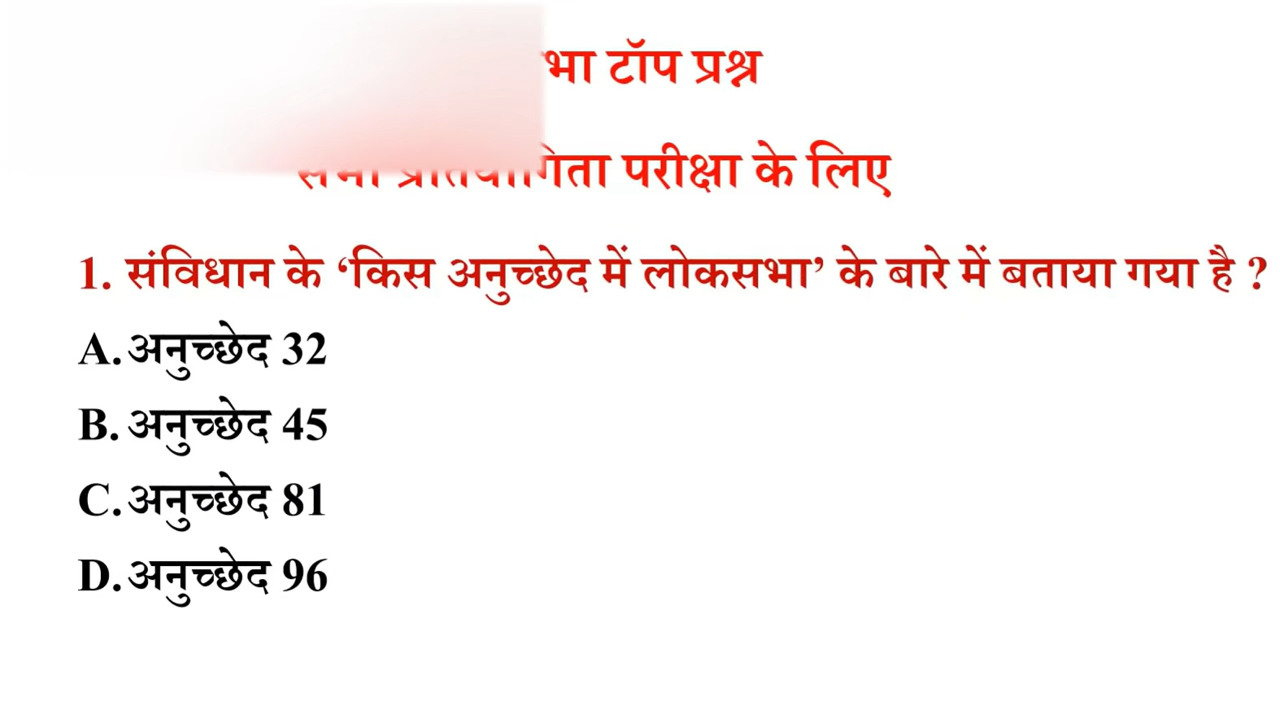 टॉप प्रश्न
परीक्षा के लिए
1. संविधान के ‘किस अनुच्छेद में लोकसभा’ के बारे में बताया गया है ?
A. अनुच्छेद 32
B. अनुच्छेद 45
C. अनुच्छेद 81
D. अनुच्छेद 96